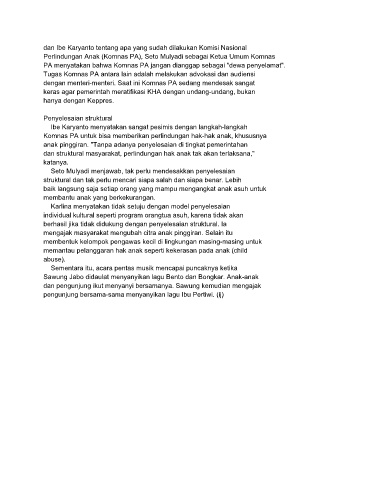 dan Ibe Karyanto tentang apa yang sudah dilakukan Komisi Nasional
Perlindungan Anak (Komnas PA), Seto Mulyadi sebagai Ketua Umum Komnas
PA menyatakan bahwa Komnas PA jangan dianggap sebagai "dewa penyelamat".
Tugas Komnas PA antara lain adalah melakukan advokasi dan audiensi
dengan menteri-menteri. Saat ini Komnas PA sedang mendesak sangat
keras agar pemerintah meratifikasi KHA dengan undang-undang, bukan
hanya dengan Keppres.

Penyelesaian struktural
Ibe Karyanto menyatakan sangat pesimis dengan langkah-langkah
Komnas PA untuk bisa memberikan perlindungan hak-hak anak, khususnya
anak pinggiran. "Tanpa adanya penyelesaian di tingkat pemerintahan
dan struktural masyarakat, perlindungan hak anak tak akan terlaksana,"
katanya.
Seto Mulyadi menjawab, tak perlu mendesakkan penyelesaian
struktural dan tak perlu mencari siapa salah dan siapa benar. Lebih
baik langsung saja setiap orang yang mampu mengangkat anak asuh untuk
membantu anak yang berkekurangan.
Karlina menyatakan tidak setuju dengan model penyelesaian
individual cultural seperti program orangtua asuh, karena tidak akan
berhasil jika tidak didukung dengan penyelesaian struktural. Ia
mengajak masyarakat mengubah citra anak pinggiran. Selain itu
membentuk kelompok pengawas kecil di lingkungan masing-masing untuk
memantau pelanggaran hak anak seperti kekerasan pada anak (child
abuse).
Sementara itu, acara pentas musik mencapai puncaknya ketika
Sawung Jabo didaulat menyanyikan lagu Bento dan Bongkar. Anak-anak
dan pengunjung ikut menyanyi bersamanya. Sawung kemudian mengajak
pengunjung bersama-sama menyanyikan lagu Ibu Pertiwi. (ij)